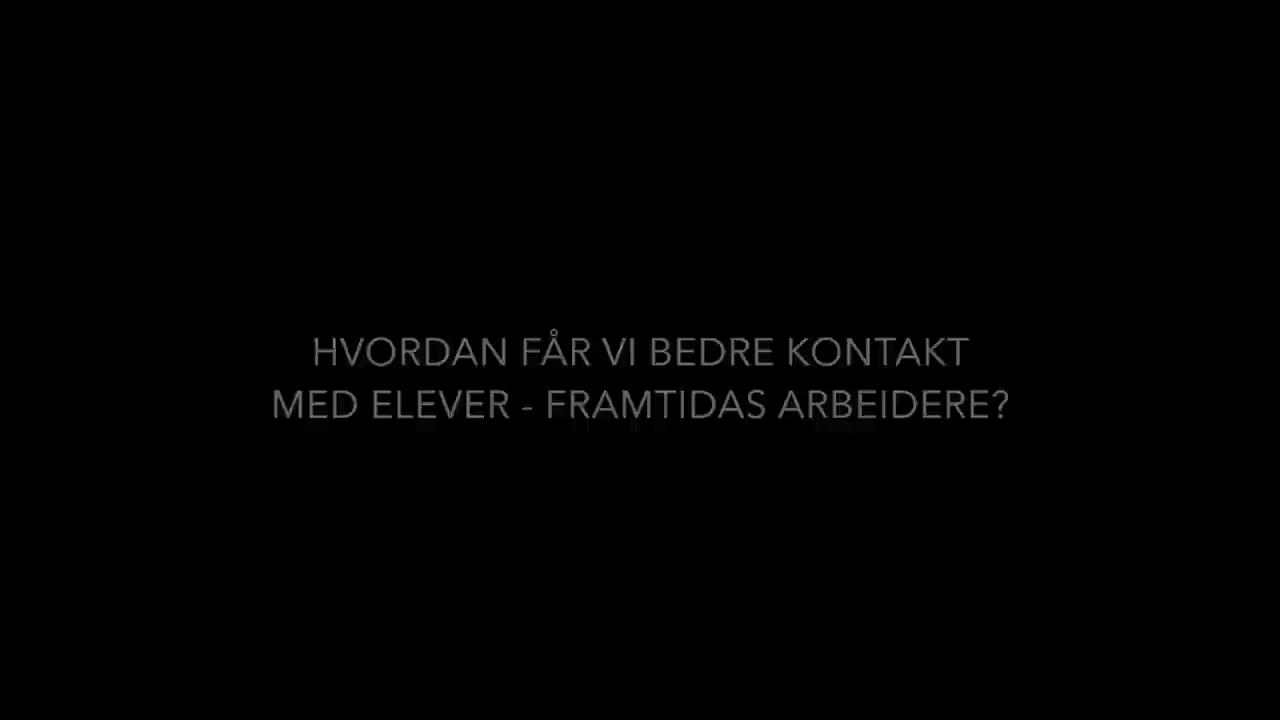 HVORDAN FÅR VI BEDRE KONTAKT
MED ELEVER - FRAMTIDAS ARBEIDERE?